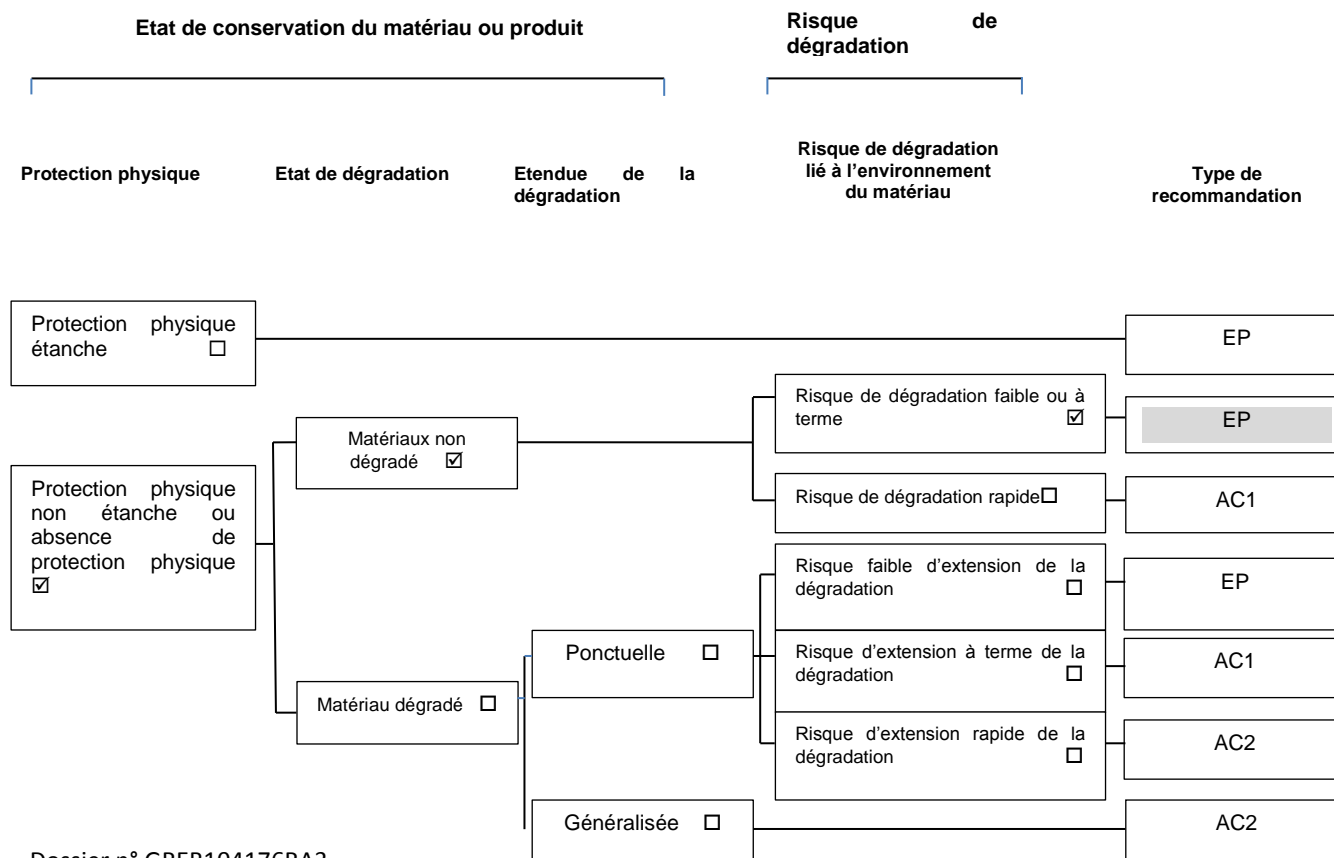 Etat de conservation du matériau ou produit
Risque de
dégradation
Protection physique
Etat de dégradation
Etendue de la
dégradation
Risque de dégradation
lié à l'environnement
du matériau
Type de
recommandation
Protection physique
étanche ☐
EP
Risque de dégradation faible ou à
terme ☑
EP
Matériaux non
dégradé ☑
Protection physique
non étanche ou
absence de
protection physique
☑
Risque de dégradation rapide☐
AC1
Risque faible d'extension de la
dégradation ☐
EP
Ponctuelle ☐
Risque d'extension à terme de la
dégradation ☐
AC1
Matériau dégradé ☐
Risque d'extension rapide de la
dégradation ☐
AC2
Généralisée ☐
AC2